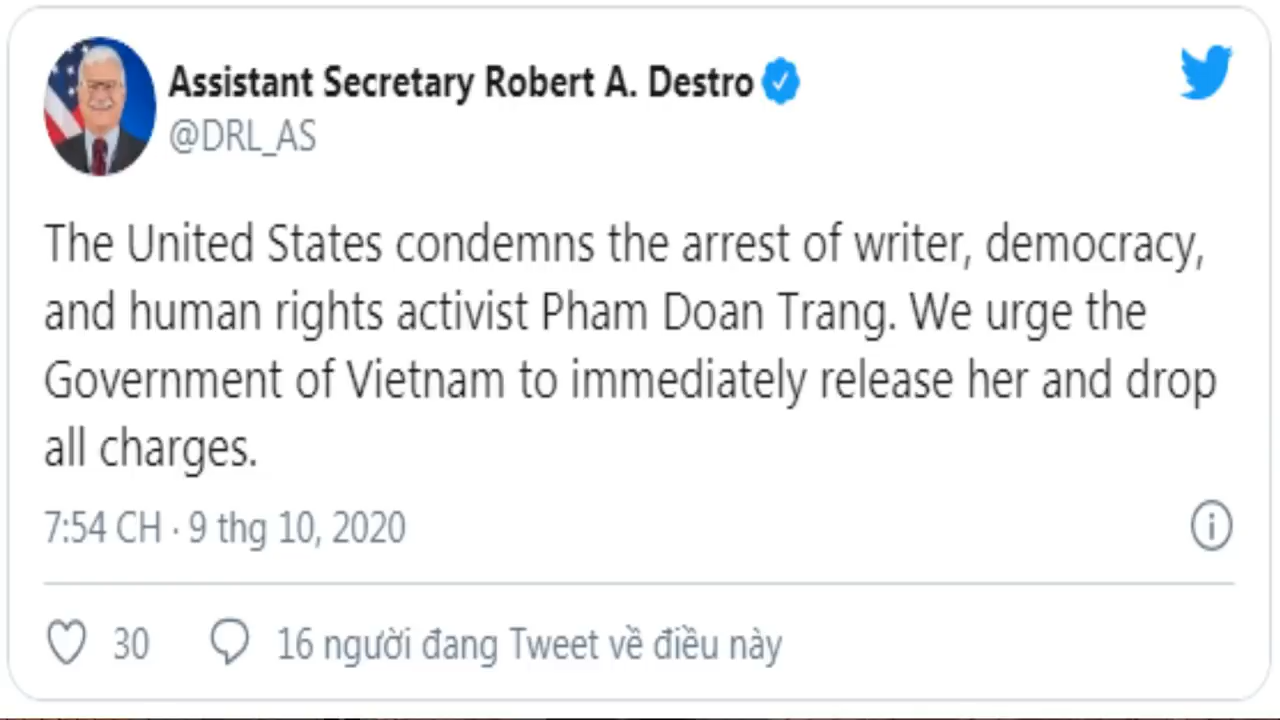 Assistant Secretary Robert A. Destro
@DRL_AS
The United States condemns the arrest of writer, democracy,
and human rights activist Pham Doan Trang. We urge the
Government of Vietnam to immediately release her and drop
all charges.
7:54 CH · 9 thg 10, 2020
30
16 người đang Tweet về điều này